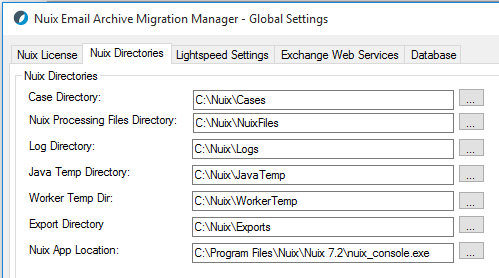 Nuix Email Archive Migration Manager - Global Settings
Nuix License Nuix Directories Lightspeed Settings Exchange Web Services Database
Nuix Directories
Case Directory: C:\Nuix\Cases ...
Nuix Processing Files Directory: C:\Nuix\NuixFiles ...
Log Directory: C:\Nuix\Logs ...
Java Temp Directory: C:\Nuix\JavaTemp ...
Worker Temp Dir: C:\Nuix\WorkerTemp ...
Export Directory C:\Nuix\Exports ...
Nuix App Location: C:\Program Files\Nuix\Nuix 7.2\nuix_console.exe ...